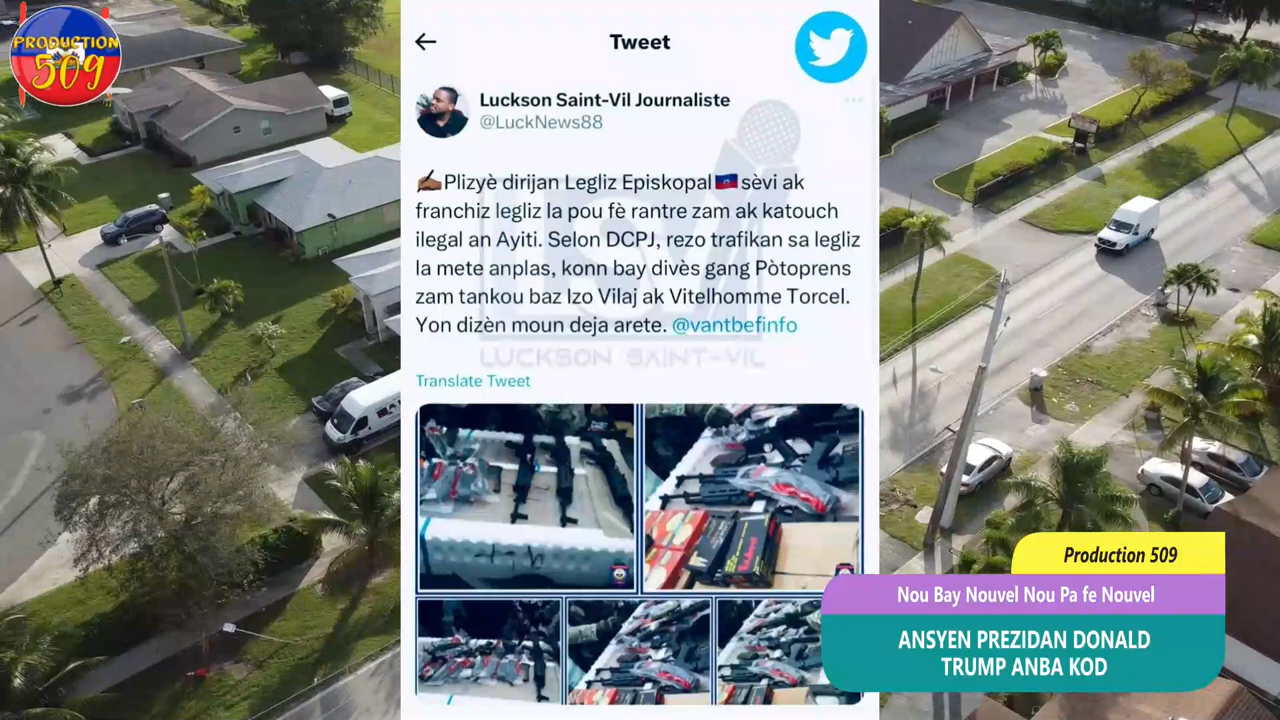 PRODUCTION
509
Tweet
Luckson Saint-Vil Journaliste
@LuckNews88
Plizyè dirijan Legliz Episkopal sèvi ak
franchiz legliz la pou fè rantre zam ak katouch
ilegal an Ayiti. Selon DCPJ, rezo trafikan sa legliz
la mete anplas, konn bay divès gang Pòtoprens
zam tankou baz Izo Vilaj ak Vitelhomme Torcel.
Yon dizèn moun deja arete. @vantbefinfo
LUCKSON SAINT-VIL
Translate Tweet
Production 509
Nou Bay Nouvel Nou Pa fe Nouvel
ANSYEN PREZIDAN DONALD
TRUMP ANBA KOD